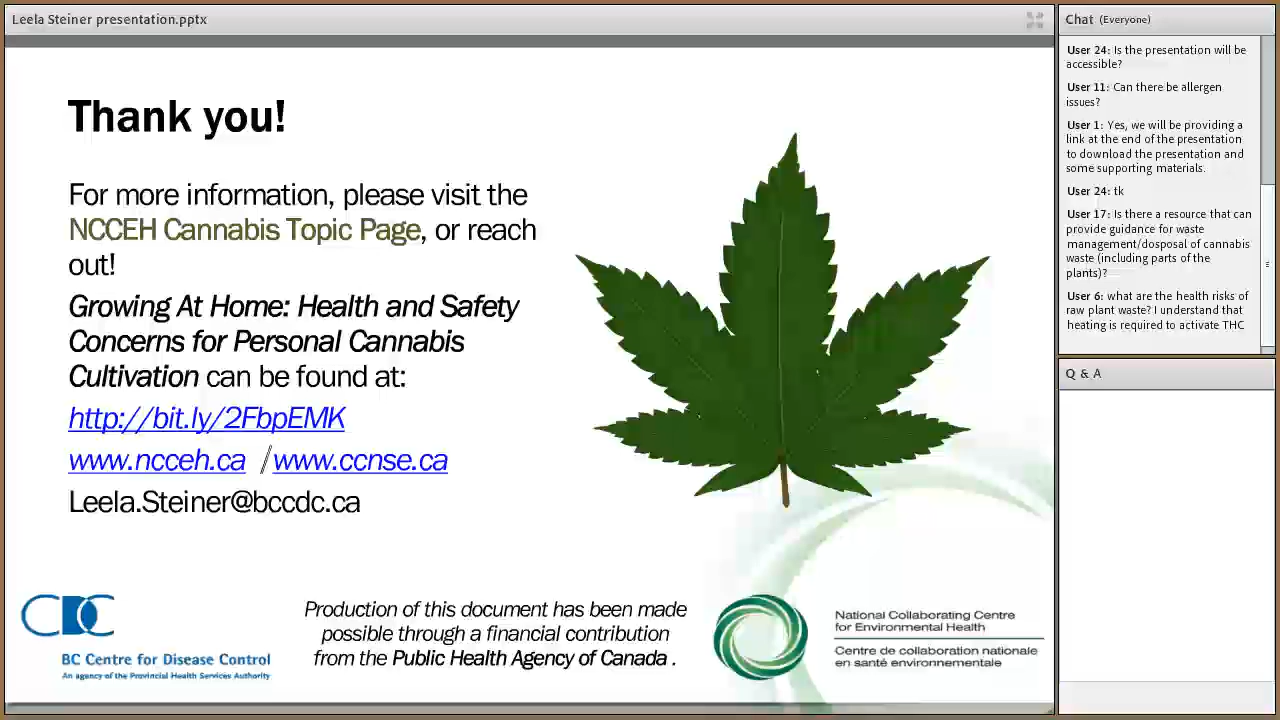 Leela Steiner presentation.pptx
Thank you!
For more information, please visit the
NCCEH Cannabis Topic Page, or reach
out!
Growing At Home: Health and Safety
Concerns for Personal Cannabis
Cultivation can be found at:
http://bit.ly/2FbpEMK
www.ncceh.ca /www.ccnse.ca
Leela.Steiner@bccdc.ca
CDC
BC Centre for Disease Control
An agency of the Provincial Health Services Authority
Production of this document has been made
possible through a financial contribution
from the Public Health Agency of Canada .
National Collaborating Centre
for Environmental Health
Centre de collaboration nationale
en santé environnementale
Chat (Everyone)
User 24: Is the presentation will be
accessible?
User 11: Can there be allergen
issues?
User 1: Yes, we will be providing a
link at the end of the presentation
to download the presentation and
some supporting materials.
User 24: tk
User 17: Is there a resource that can
provide guidance for waste
management/dosposal of cannabis
waste (including parts of the
plants)?
User 6: what are the health risks of
raw plant waste? I understand that
heating is required to activate THC
Q & A